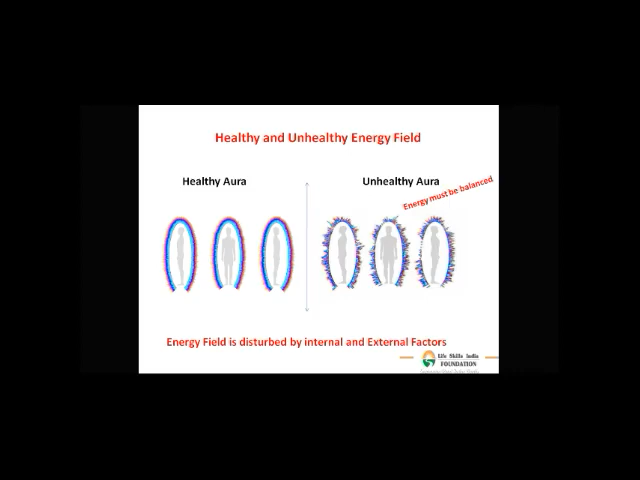 Healthy and Unhealthy Energy Field
Healthy Aura
Unhealthy Aura
Energy must be balanced
Energy Field is disturbed by internal and External Factors
Life Skills India
FOUNDATION